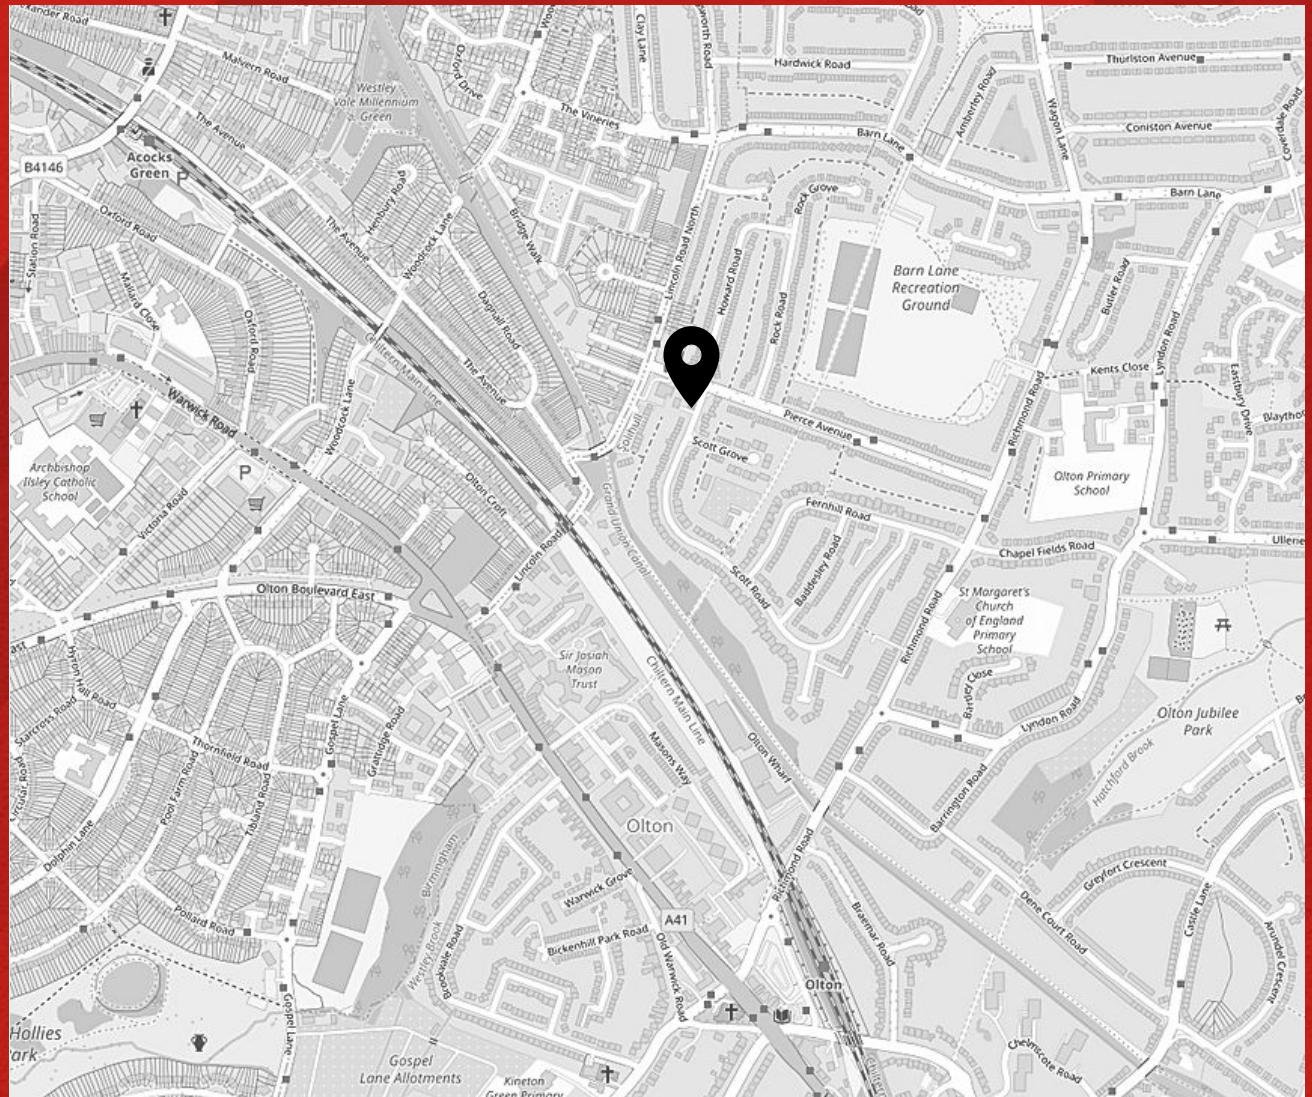 Malvern Road
Oxford Drive
Clay Lane
Hardwick Road
Thurlston Avenue
Westley
Vale Millennium
Green
The Vineries
Amberley Road
Wagon Lane
Coniston Avenue
Coverdale Road
The Avenue
Barn Lane
Acocks
Green
P
B4146
Rock Grove
Barn Lane
Henbury Road
Oxford Road
The Avenue
Woodcock Lane
Bridge Walk
Lincoln Road North
Station Road
Howard Road
Barn Lane
Recreation
Ground
Butler Road
Mallard Close
Dagnall Road
Rock Road
Oxford Road
Lyndon Road
Chiltern Main Line
The Avenue
Kents Close
Eastbury Drive
Warwick Road
Woodcock Lane
Solihull
Pierce Avenue
Richmond Road
Scott Grove
Archbishop
Ilsley Catholic
School
P
Olton Croft
Olton Primary
School
Victoria Road
Grand Union Canal
Fernhill Road
Lincoln Road
Chapel Fields Road
Baddesley Road
Scott Road
Olton Boulevard East
St Margaret's
Church
of England
Primary
School
Richmond Road
Sir Josiah
Mason
Trust
Hyron Hall Road
Chiltern Main Line
Barnley Close
Starcross Road
Gospel Lane
Grattidge Road
Lyndon Road
Olton Jubilee
Park
Thornfield Road
Masons Way
Olton Wharf
Hatchford Brook
Pool Farm Road
Tibland Road
Barrington Road
Olton
Dolphin Lane
Richmond Road
Greyfort Crescent
Birmingham
Warwick Grove
Castle Lane
Dene Court Road
Pollard Road
A41
Braemar Road
Arundel Crescent
Bickenhill Park Road
Westley Brook
Brookvale Road
Old Warwick Road
Olton
Gospel Lane
Hollies
Chelmscote Road
Gospel
Lane Allotments
Kineton
Green Primary